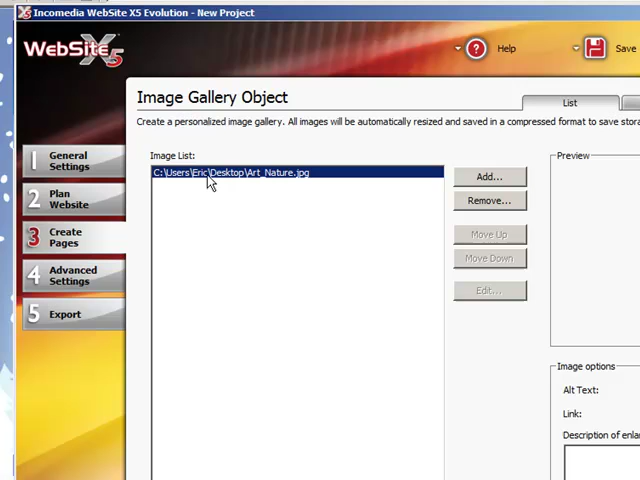 Incomedia WebSite X5 Evolution - New Project
WebSite X5
Help
Save
Image Gallery Object
List
Create a personalized image gallery. All images will be automatically resized and saved in a compressed format to save stora
Image List:
Preview
C:\Users\Eric\Desktop\Art_Nature.jpg
Add...
Remove...
Move Up
Move Down
Edit...
1 General
Settings
2 Plan
Website
3 Create
Pages
4 Advanced
Settings
5 Export
Image options
Alt Text:
Link:
Description of enla